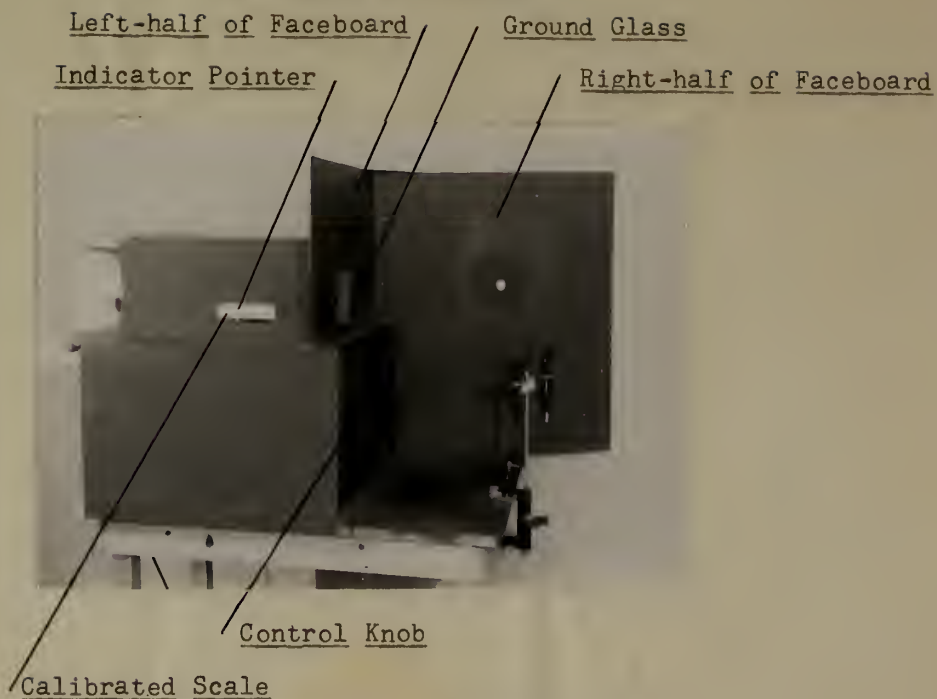 Left-half of Faceboard
Ground Glass
Indicator Pointer
Right-half of Faceboard
Control Knob
Calibrated Scale